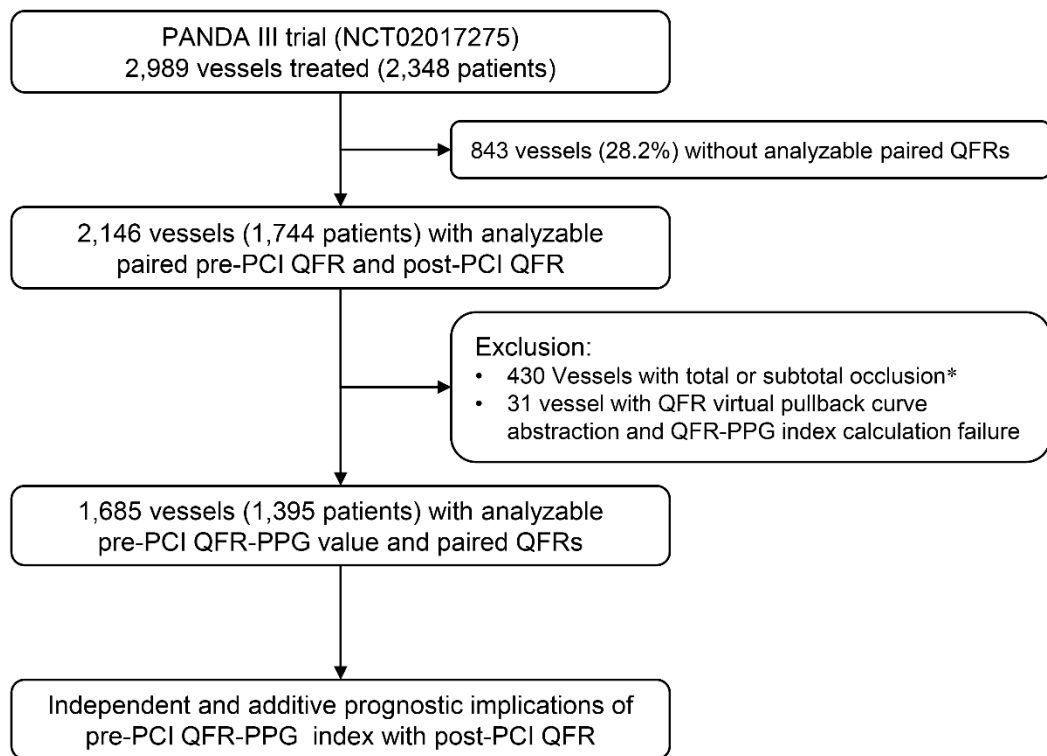 PANDA III trial (NCT02017275)
2,989 vessels treated (2,348 patients)
843 vessels (28.2%) without analyzable paired QFRs
2,146 vessels (1,744 patients) with analyzable
paired pre-PCI QFR and post-PCI QFR
Exclusion:
• 430 Vessels with total or subtotal occlusion*
• 31 vessel with QFR virtual pullback curve
abstraction and QFR-PPG index calculation failure
1,685 vessels (1,395 patients) with analyzable
pre-PCI QFR-PPG value and paired QFRs
Independent and additive prognostic implications of
pre-PCI QFR-PPG index with post-PCI QFR